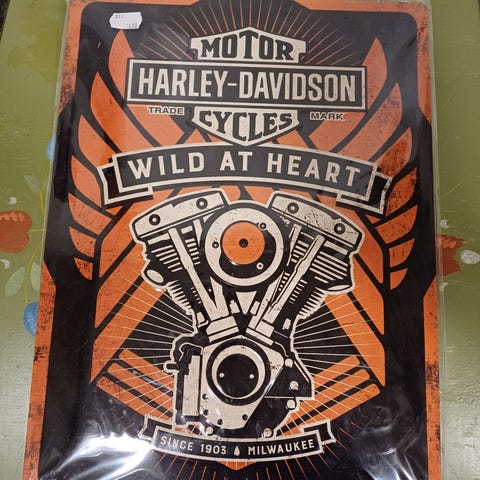 MOTOR
HARLEY-DAVIDSON
TRADE MARK
CYCLES
WILD AT HEART
SINCE 1903 MILWAUKEE